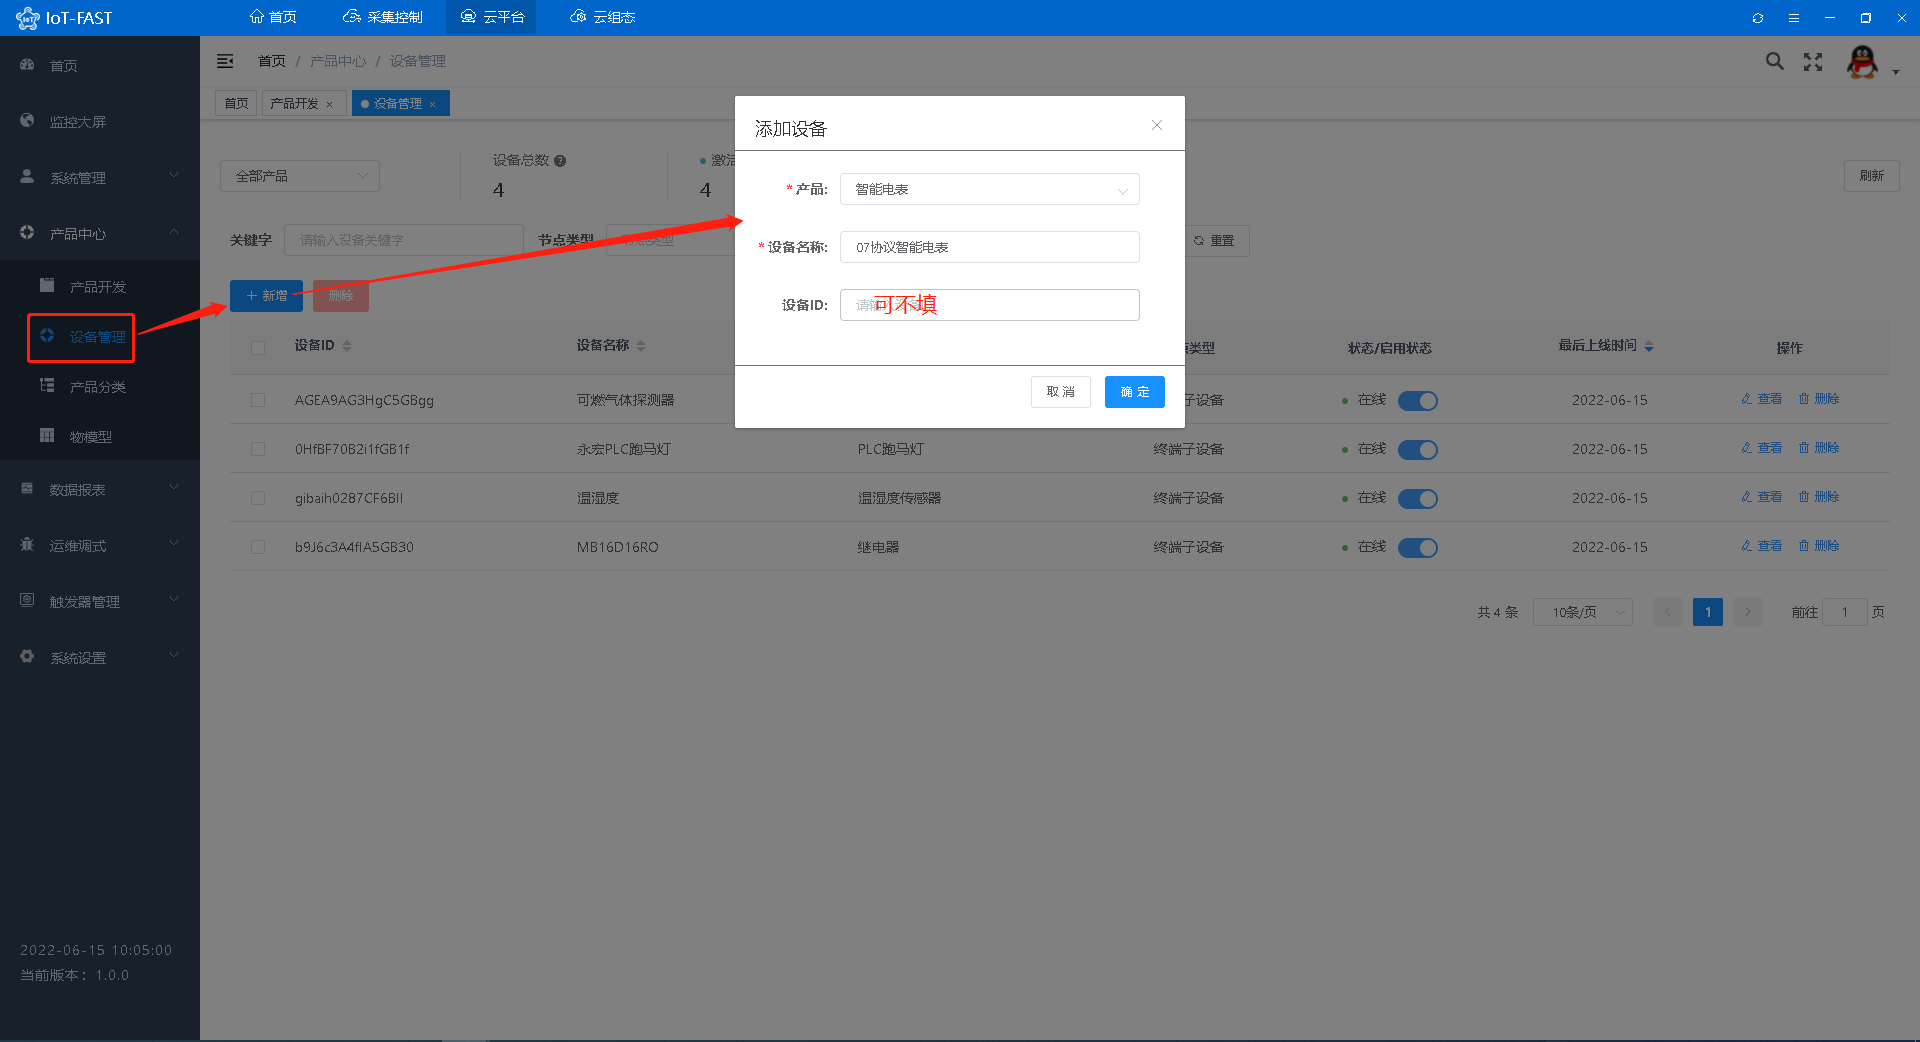 IoT-FAST
首页
采集控制
云平台
云组态
首页
监控大屏
系统管理
产品中心
产品开发
设备管理
产品分类
物模型
数据报表
运维调式
触发器管理
系统设置
2022-06-15 10:05:00
当前版本：1.0.0
首页 / 产品中心 / 设备管理
首页
产品开发 ×
设备管理 ×
全部产品
设备总数
4
激活
4
刷新
关键字
请输入设备关键字
节点类型
重置
+ 新增
删除
设备ID
设备名称
类型
状态/启用状态
最后上线时间
操作
AGEA9AG3HgC5GBgg
可燃气体探测器
子设备
在线
2022-06-15
查看
删除
0HfBF70B2i1fGB1f
永宏PLC跑马灯
PLC跑马灯
终端子设备
在线
2022-06-15
查看
删除
gibaih0287CF6BII
温湿度
温湿度传感器
终端子设备
在线
2022-06-15
查看
删除
b9J6c3A4fIA5GB30
MB16D16RO
继电器
终端子设备
在线
2022-06-15
查看
删除
共 4 条
10条/页
1
前往
1
页
添加设备
* 产品:
智能电表
* 设备名称:
07协议智能电表
设备ID:
可不填
取 消
确 定